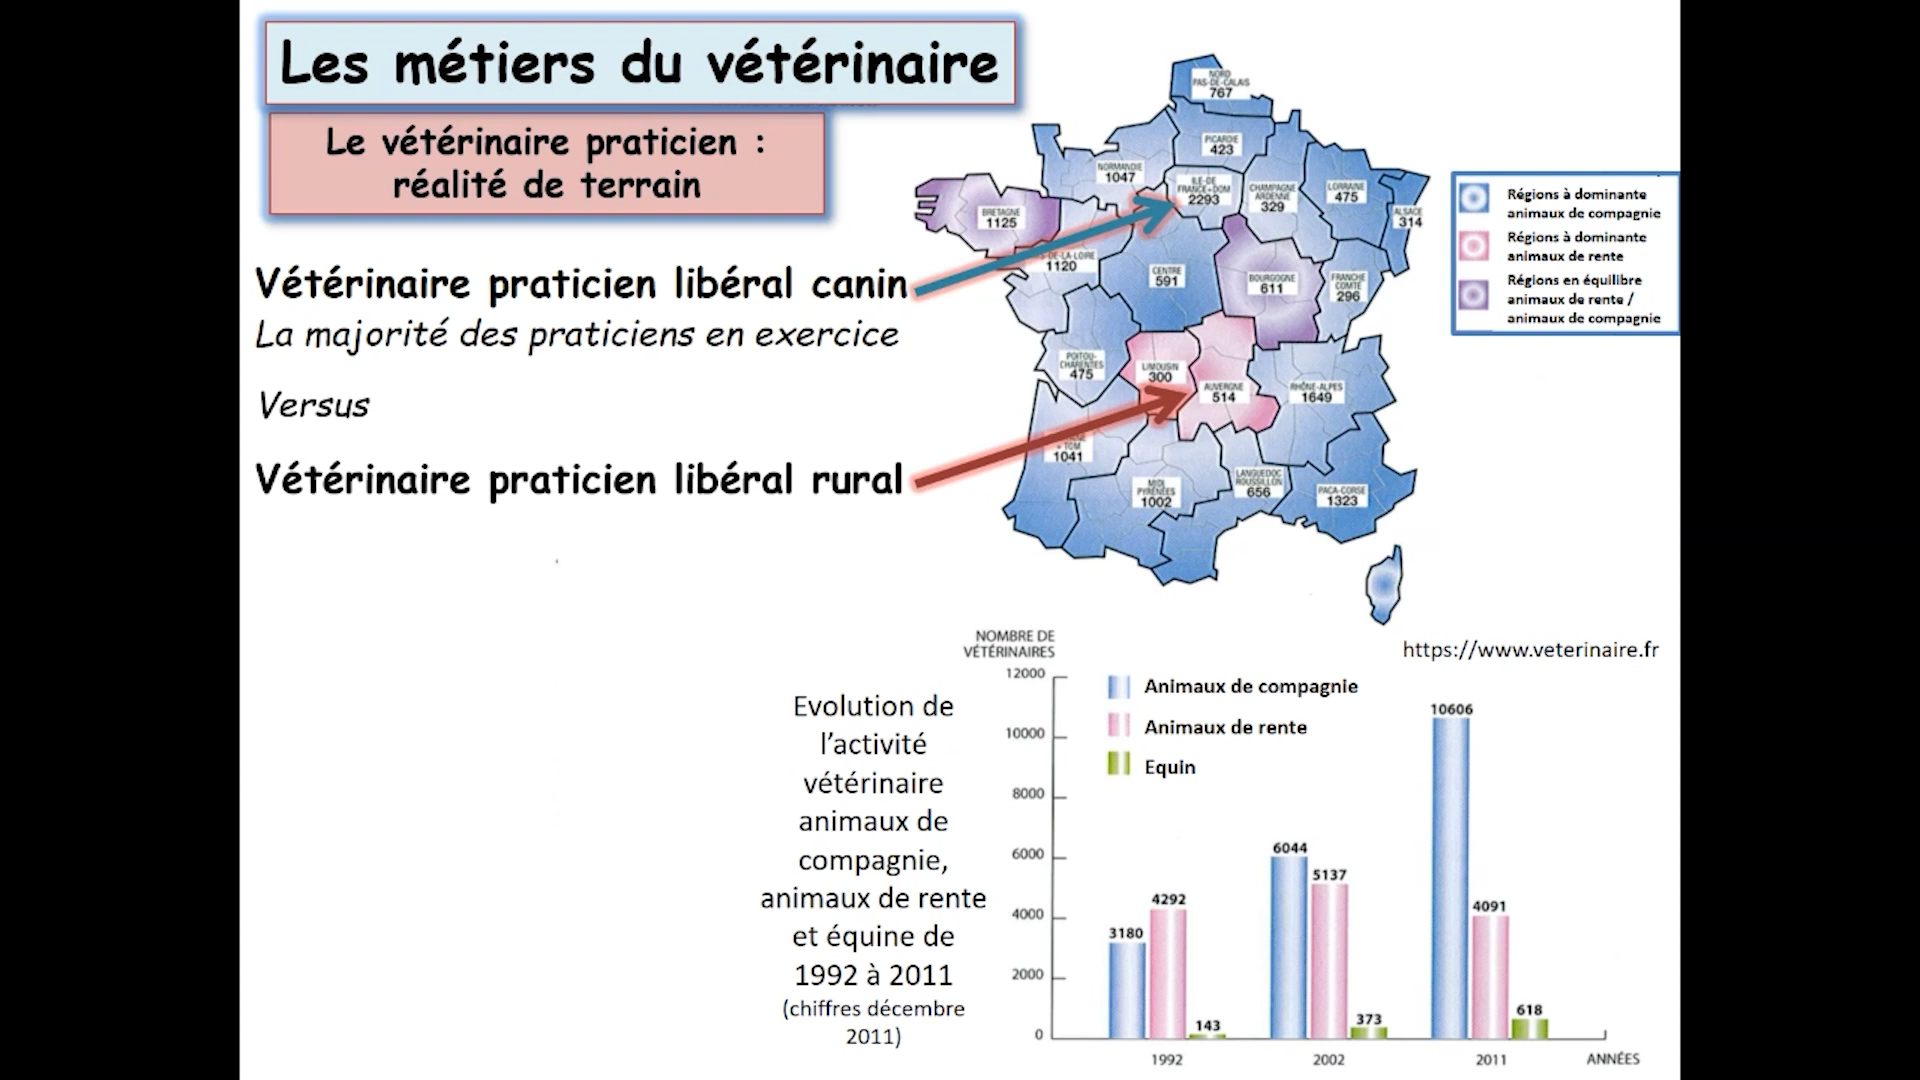 Les métiers du vétérinaire
Le vétérinaire praticien :
réalité de terrain
Vétérinaire praticien libéral canin
La majorité des praticiens en exercice
Versus
Vétérinaire praticien libéral rural
NORD
PAS-DE-CALAIS
767
PICARDIE
423
NORMANDIE
1047
ILE-DE
FRANCE+DOM
2293
CHAMPAGNE
ARDENNE
329
LORRAINE
475
ALSACE
314
BRETAGNE
1125
DE-LA-LOIRE
1120
CENTRE
591
BOURGOGNE
611
FRANCHE
COMTÉ
296
POITOU-
CHARENTES
475
LIMOUSIN
300
AUVERGNE
514
RHÔNE-ALPES
1649
+ TOM
1041
MIDI
PYRÉNÉES
1002
LANGUEDOC
ROUSSILLON
656
PACA-CORSE
1323
Régions à dominante
animaux de compagnie
Régions à dominante
animaux de rente
Régions en équilibre
animaux de rente /
animaux de compagnie
https://www.veterinaire.fr
Evolution de
l'activité
vétérinaire
animaux de
compagnie,
animaux de rente
et équine de
1992 à 2011
(chiffres décembre
2011)
NOMBRE DE
VÉTÉRINAIRES
12000
10000
8000
6000
4000
2000
0
Animaux de compagnie
Animaux de rente
Equin
3180
4292
143
6044
5137
373
10606
4091
618
1992
2002
2011
ANNÉES